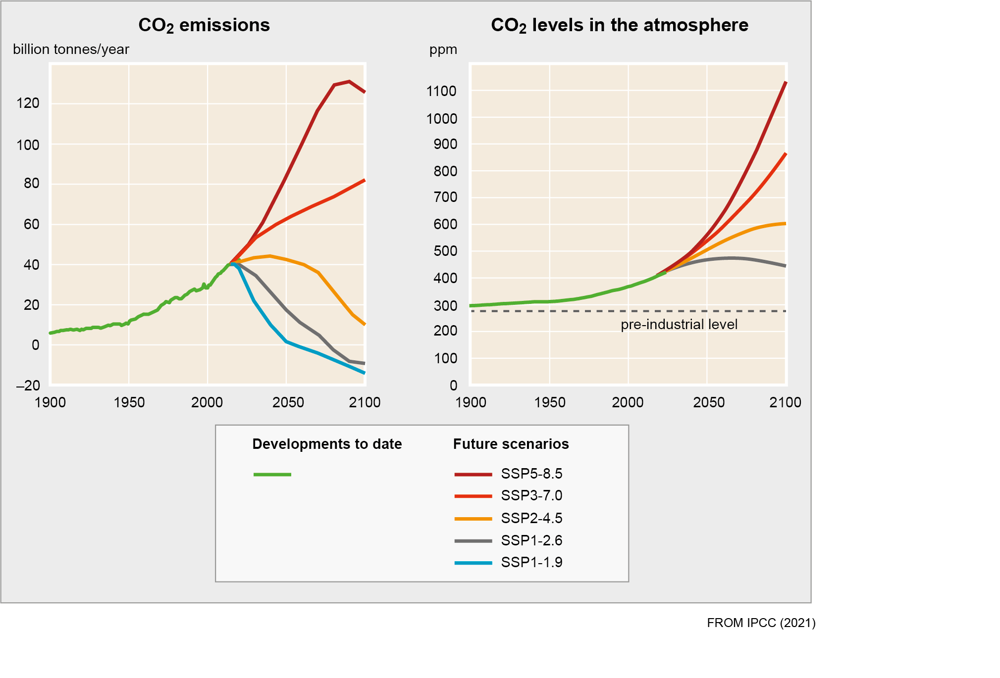 CO₂ emissions
billion tonnes/year
120
100
80
60
40
20
0
–20
1900 1950 2000 2050 2100
CO₂ levels in the atmosphere
ppm
1100
1000
900
800
700
600
500
400
300
200
100
0
pre-industrial level
1900 1950 2000 2050 2100
Developments to date
Future scenarios
SSP5-8.5
SSP3-7.0
SSP2-4.5
SSP1-2.6
SSP1-1.9
FROM IPCC (2021)